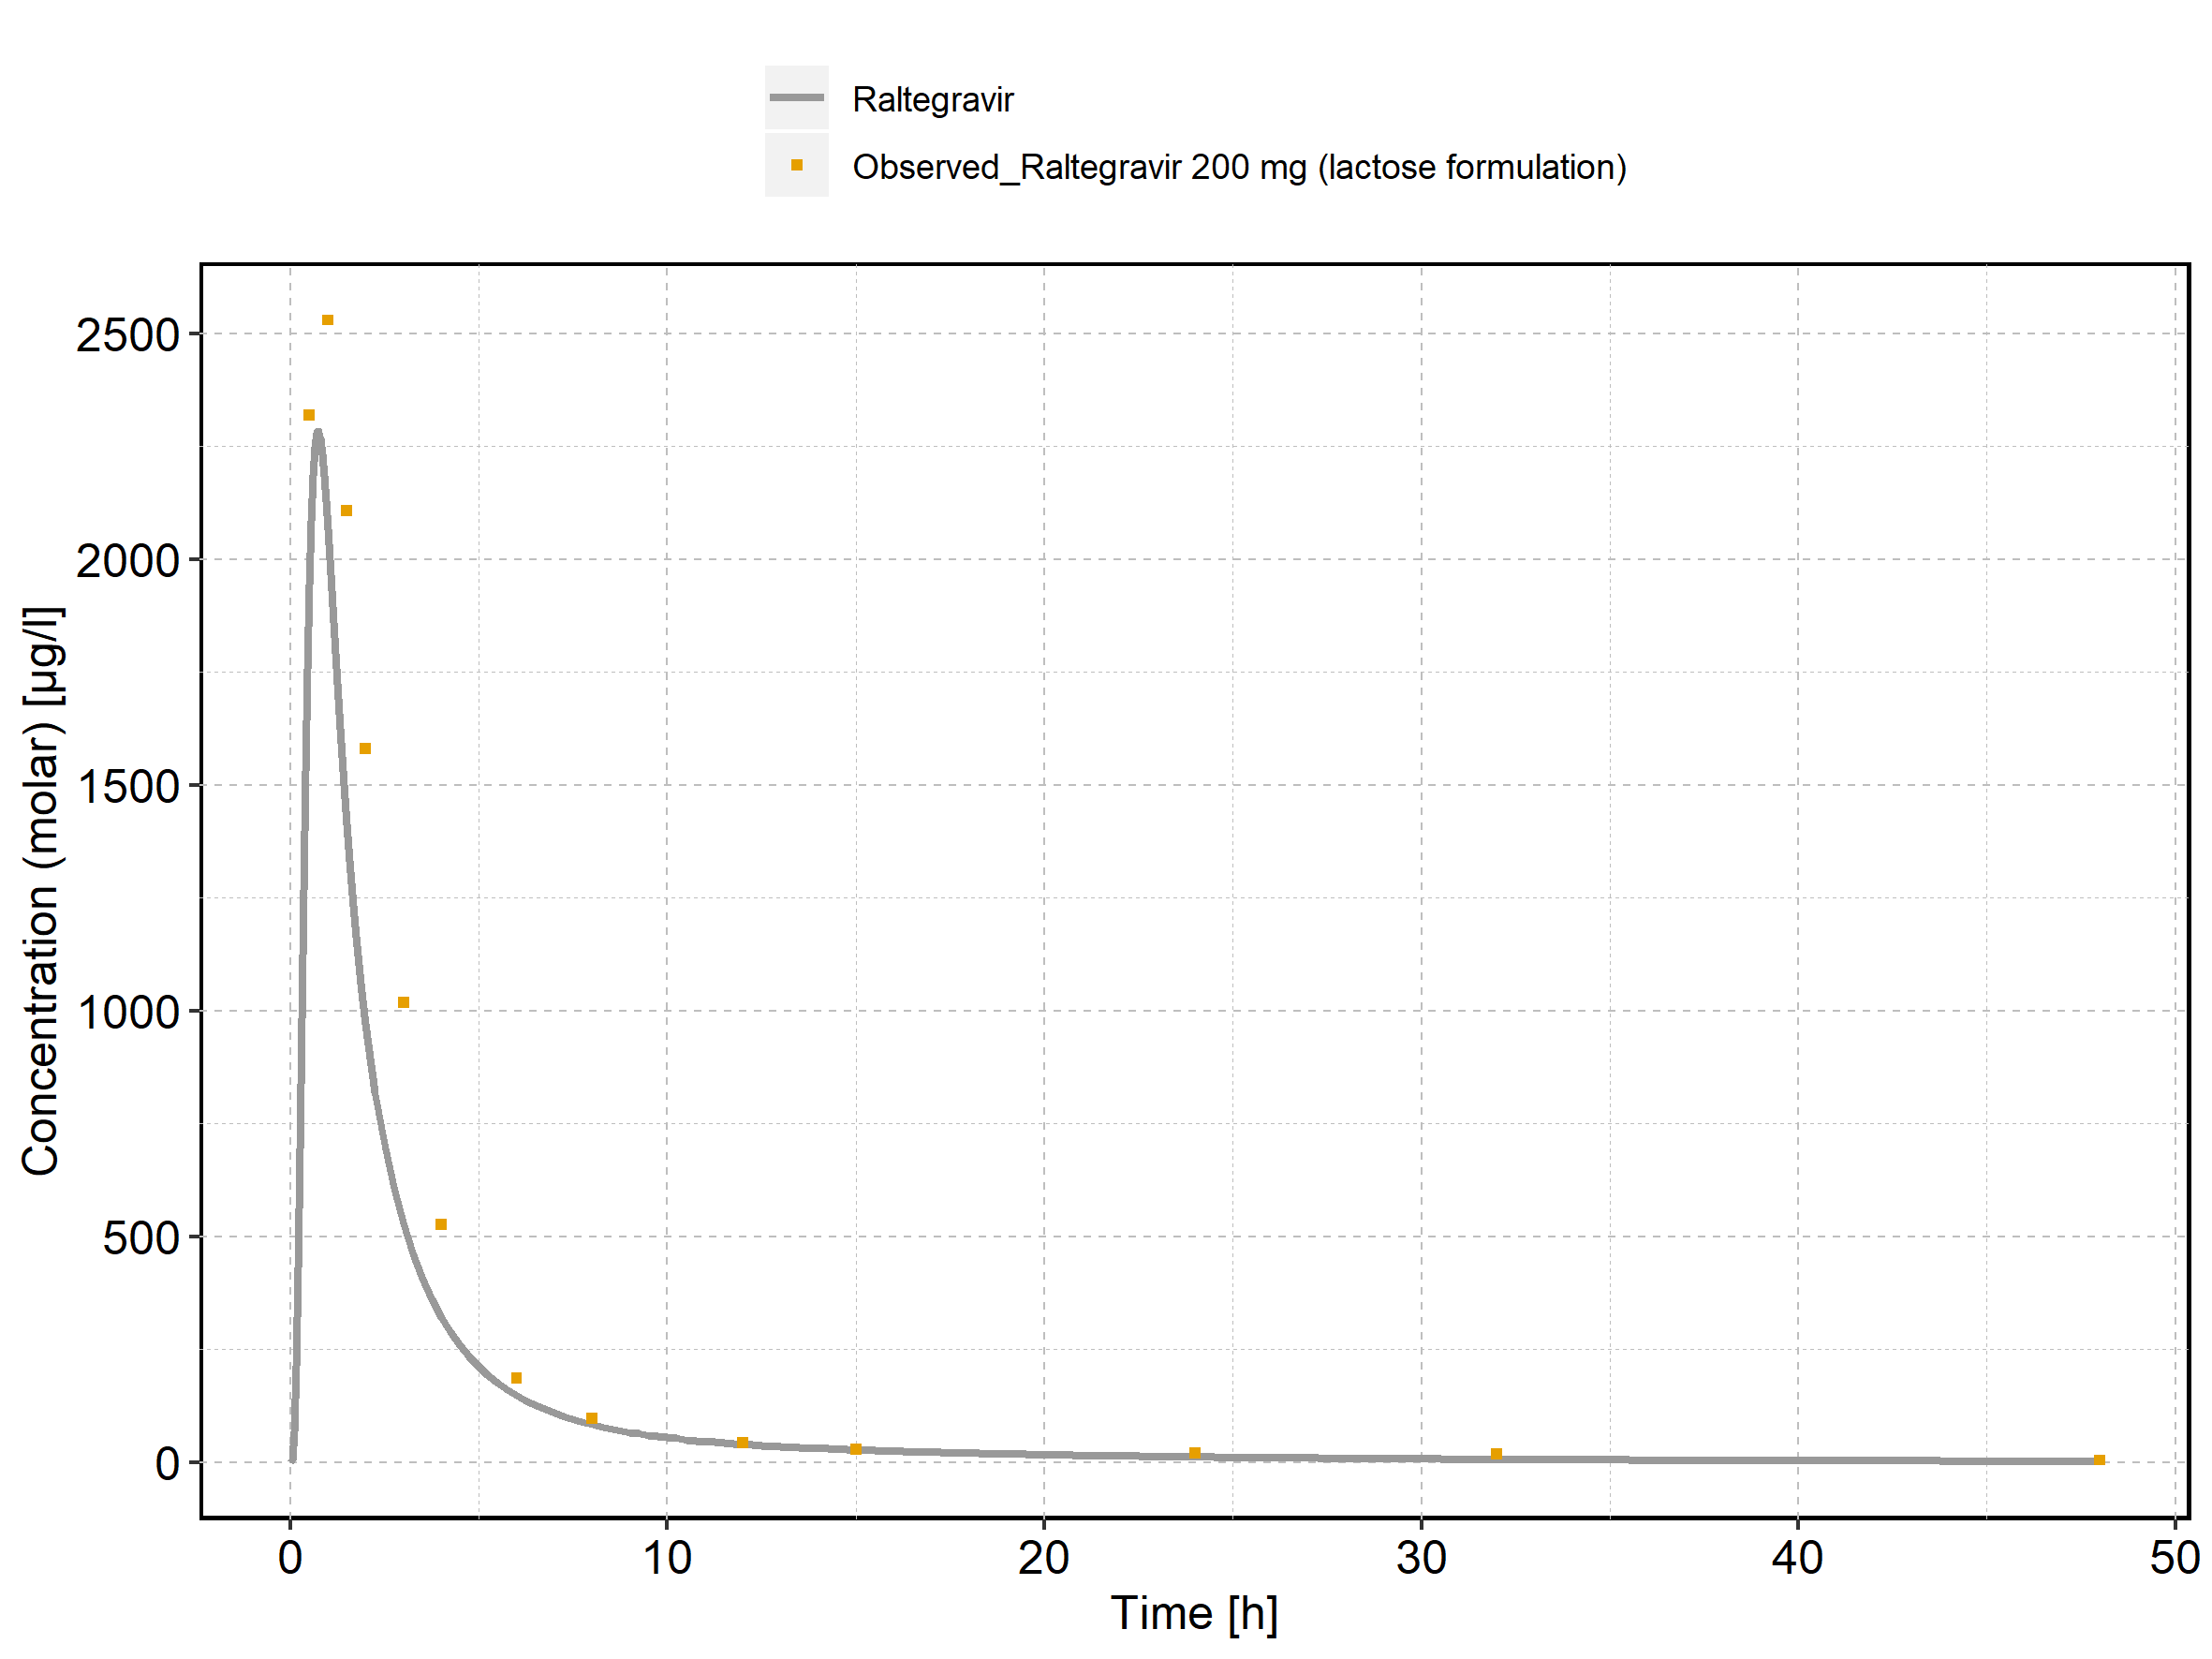 Raltegravir
Observed_Raltegravir 200 mg (lactose formulation)
Concentration (molar) [µg/l]
2500
2000
1500
1000
500
0
0 10 20 30 40 50
Time [h]